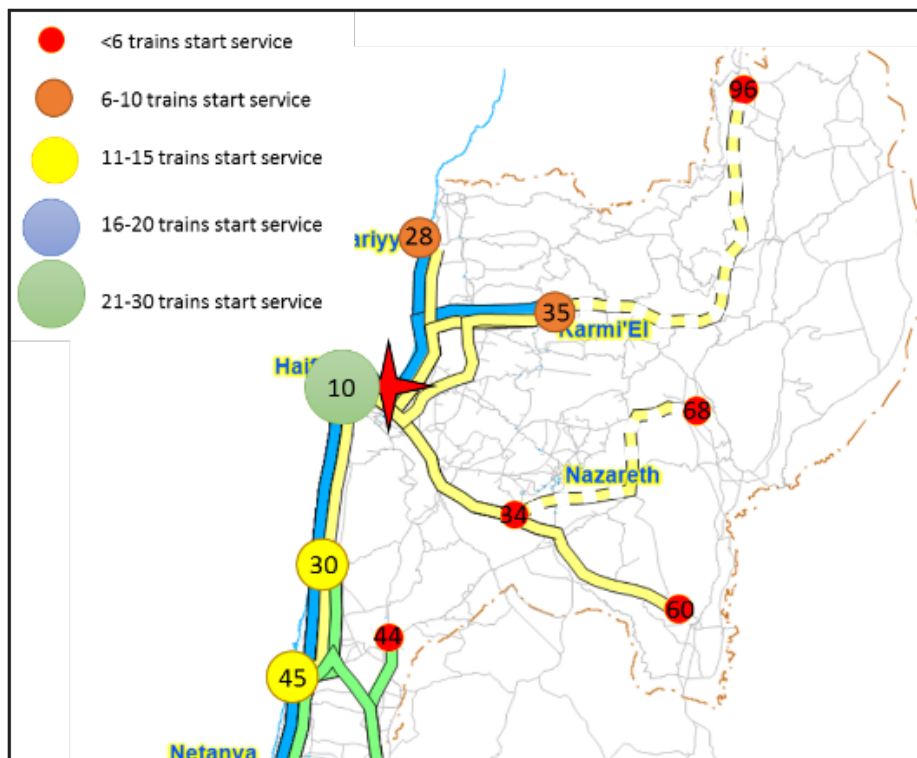 <6 trains start service
6-10 trains start service
11-15 trains start service
16-20 trains start service
21-30 trains start service
96
ariyy
28
35
Karmi'El
Haif
10
68
Nazareth
34
30
60
44
45
Netanya